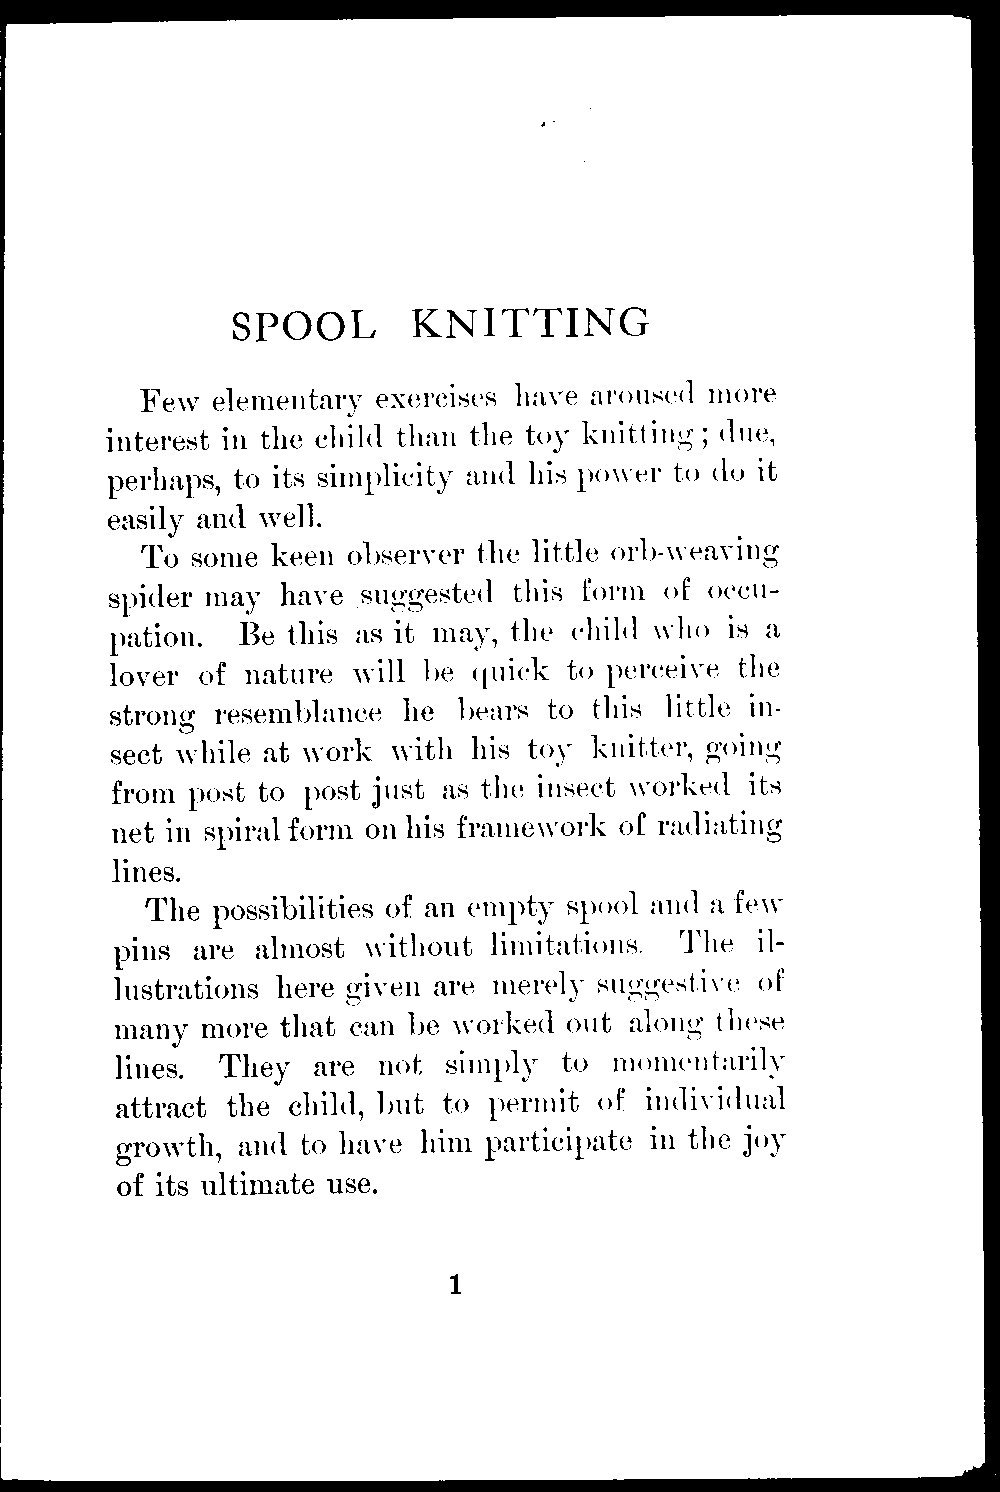 SPOOL KNITTING
Few elementary exercises have aroused more
interest in the child than the toy knitting; due,
perhaps, to its simplicity and his power to do it
easily and well.
To some keen observer the little orb-weaving
spider may have suggested this form of occu-
pation. Be this as it may, the child who is a
lover of nature will be quick to perceive the
strong resemblance he bears to this little in-
sect while at work with his toy knitter, going
from post to post just as the insect worked its
net in spiral form on his framework of radiating
lines.
The possibilities of an empty spool and a few
pins are almost without limitations. The il-
lustrations here given are merely suggestive of
many more that can be worked out along these
lines. They are not simply to momentarily
attract the child, but to permit of individual
growth, and to have him participate in the joy
of its ultimate use.
1